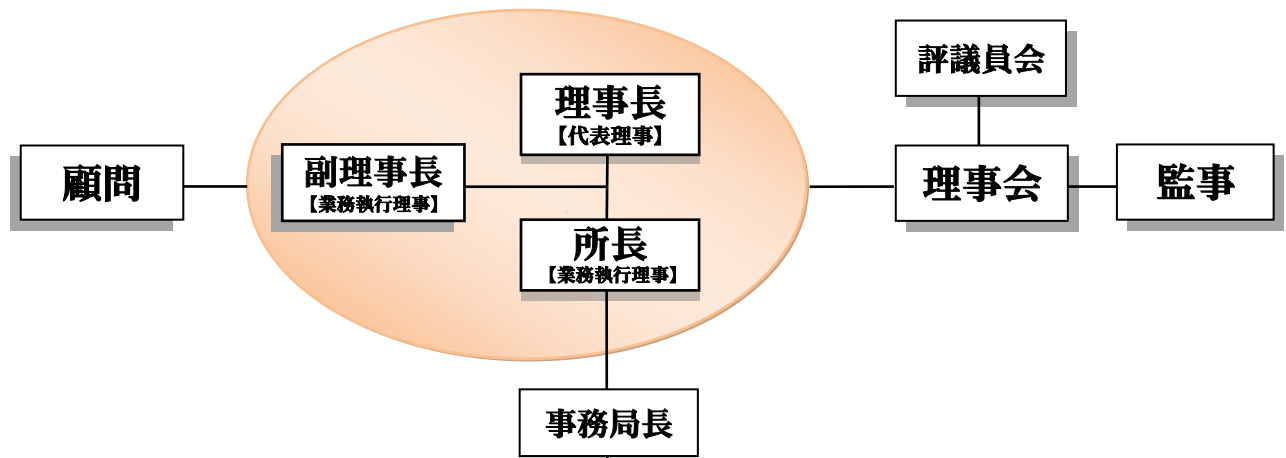 評議員会
理事長
【代表理事】
顧問
副理事長
【業務執行理事】
理事会
監事
所長
【業務執行理事】
事務局長